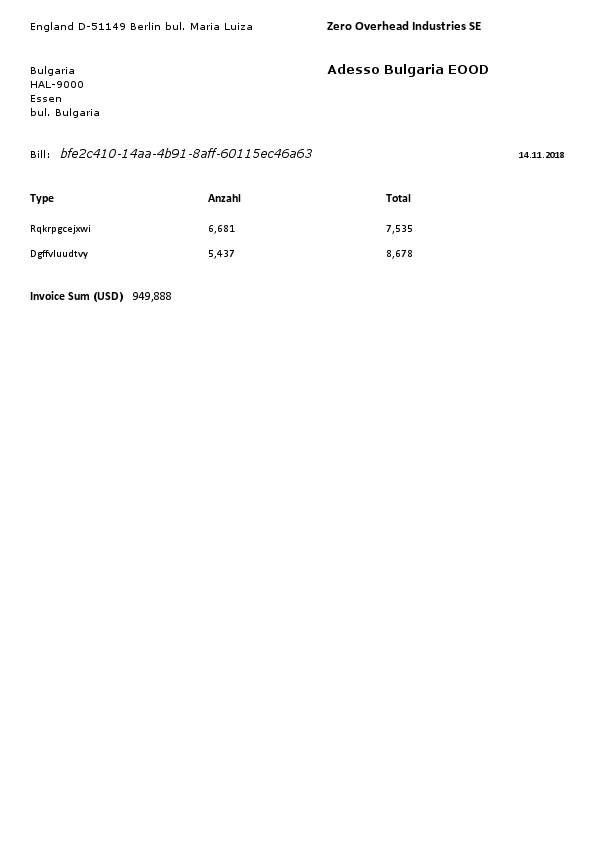 England D-51149 Berlin bul. Maria Luiza
Zero Overhead Industries SE
Bulgaria
HAL-9000
Essen
bul. Bulgaria
Adesso Bulgaria EOOD
Bill: bfe2c410-14aa-4b91-8aff-60115ec46a63
14.11.2018
Type Anzahl Total
Rqkrpgcejxwi 6,681 7,535
Dgffvluudtvy 5,437 8,678
Invoice Sum (USD) 949,888